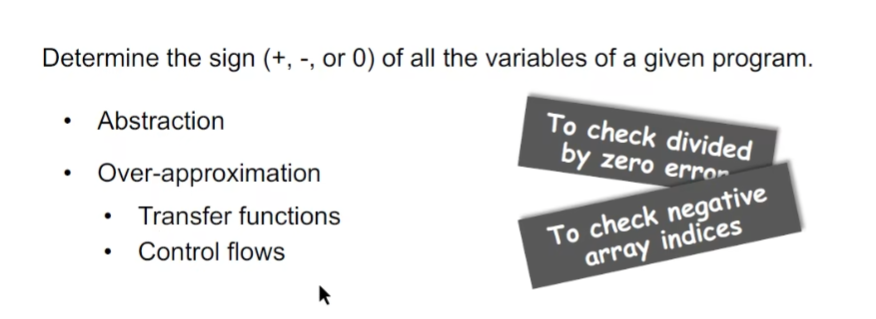 Determine the sign (+, -, or 0) of all the variables of a given program.
• Abstraction
• Over-approximation
• Transfer functions
• Control flows
To check divided
by zero error
To check negative
array indices